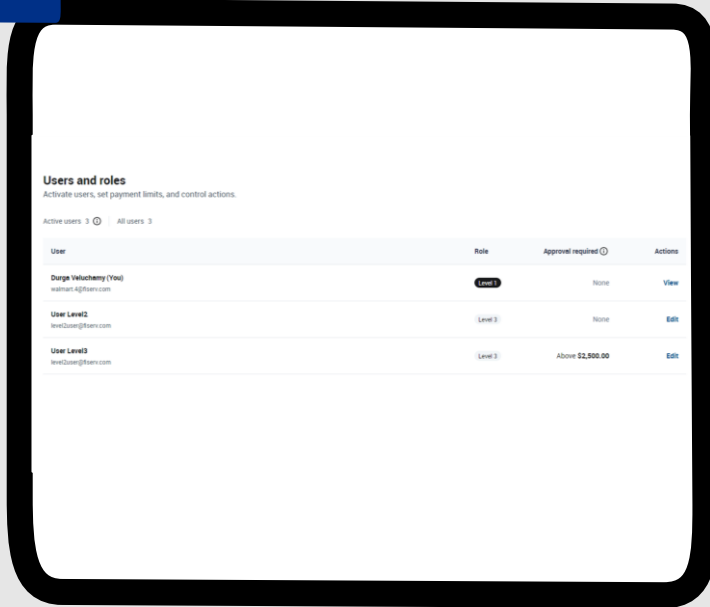 Users and roles
Activate users, set payment limits, and control actions.
Active users 3 All users 3
User Role Approval required Actions
Durga Veluchamy (You)
walmart.4@fiserv.com Level 1 None View
User Level2
level2user@fiserv.com Level 3 None Edit
User Level3
level2user@fiserv.com Level 3 Above $2,500.00 Edit